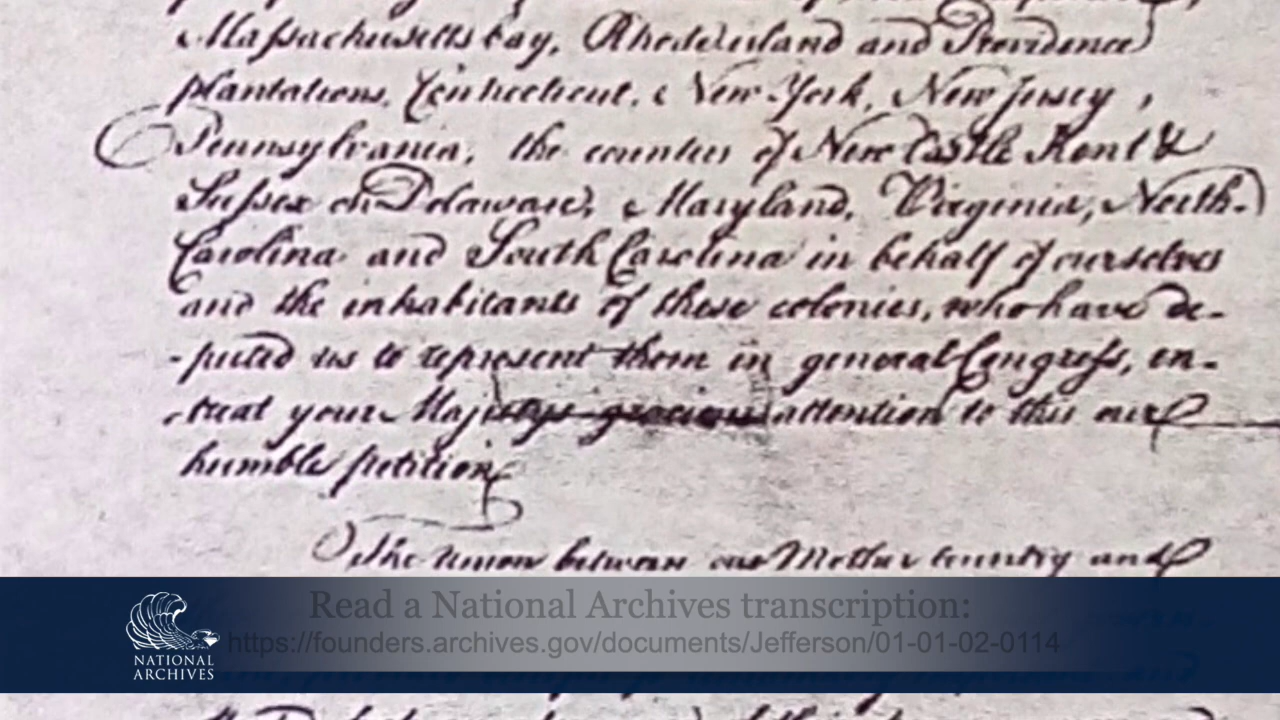 Massachusetts bay, Rhodeisland and Providence
plantations, Connecticut, New York, New Jersey,
Pennsylvania, the counties of New Castle Kent &
Sussex on Delaware, Maryland, Virginia, North-
Carolina and South Carolina in behalf of ourselves
and the inhabitants of these colonies, who have de-
-puted us to represent them in general Congress, en-
-treat your Majestys gracious attention to this our
humble petition
The Union between our Mother Country and
Read a National Archives transcription:
https://founders.archives.gov/documents/Jefferson/01-01-02-0114
NATIONAL
ARCHIVES